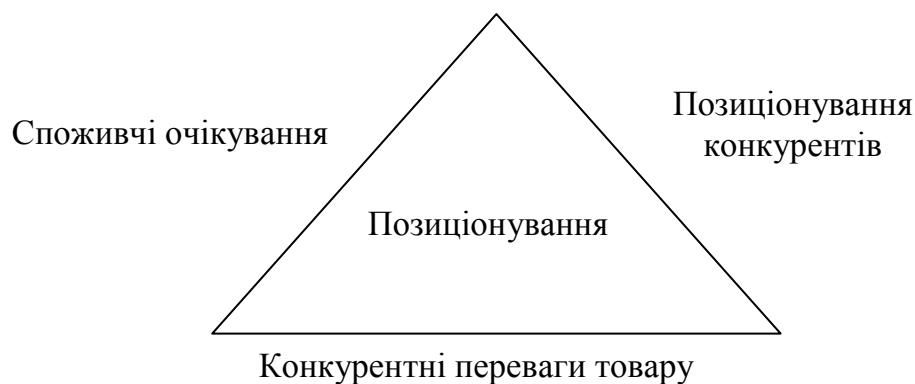 Споживчі очікування
Позиціонування
конкурентів
Позиціонування
Конкурентні переваги товару